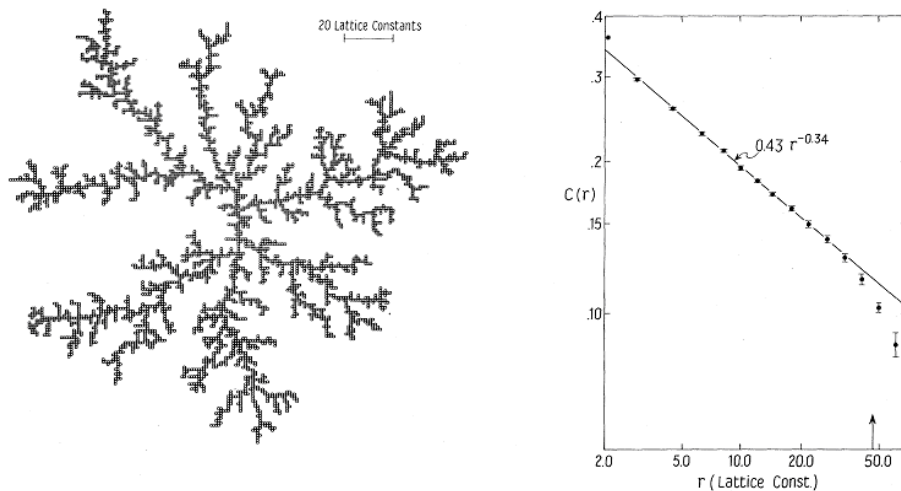 20 Lattice Constants
.4
.3
.2
C(r)
.15
.10
0.43 r^-0.34
2.0 5.0 10.0 20.0 50.0
r (Lattice Const.)